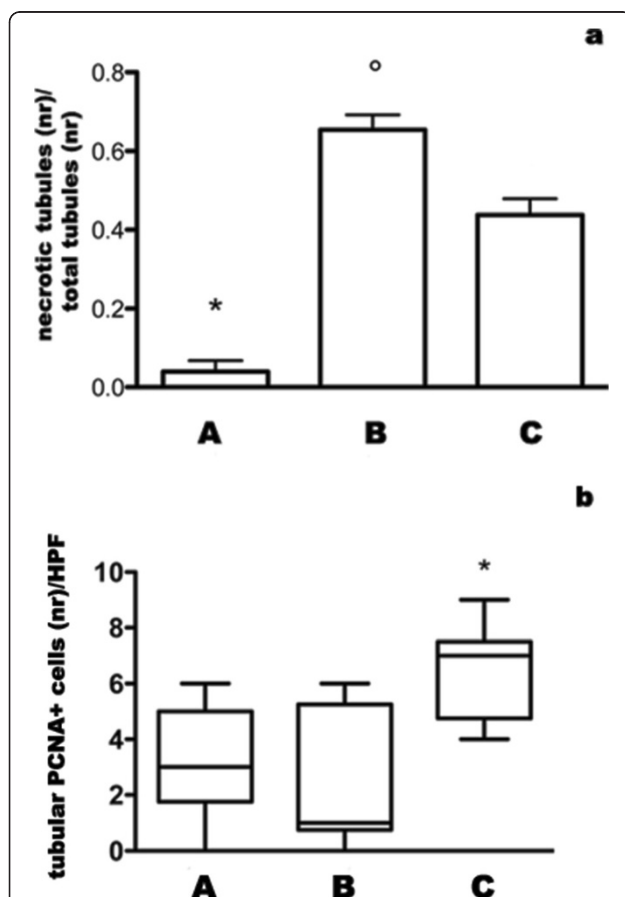 a
necrotic tubules (nr)/
total tubules (nr)
0.8
0.6
0.4
0.2
0.0
°
*
A B C
b
tubular PCNA+ cells (nr)/HPF
10
8
6
4
2
0
*
A B C